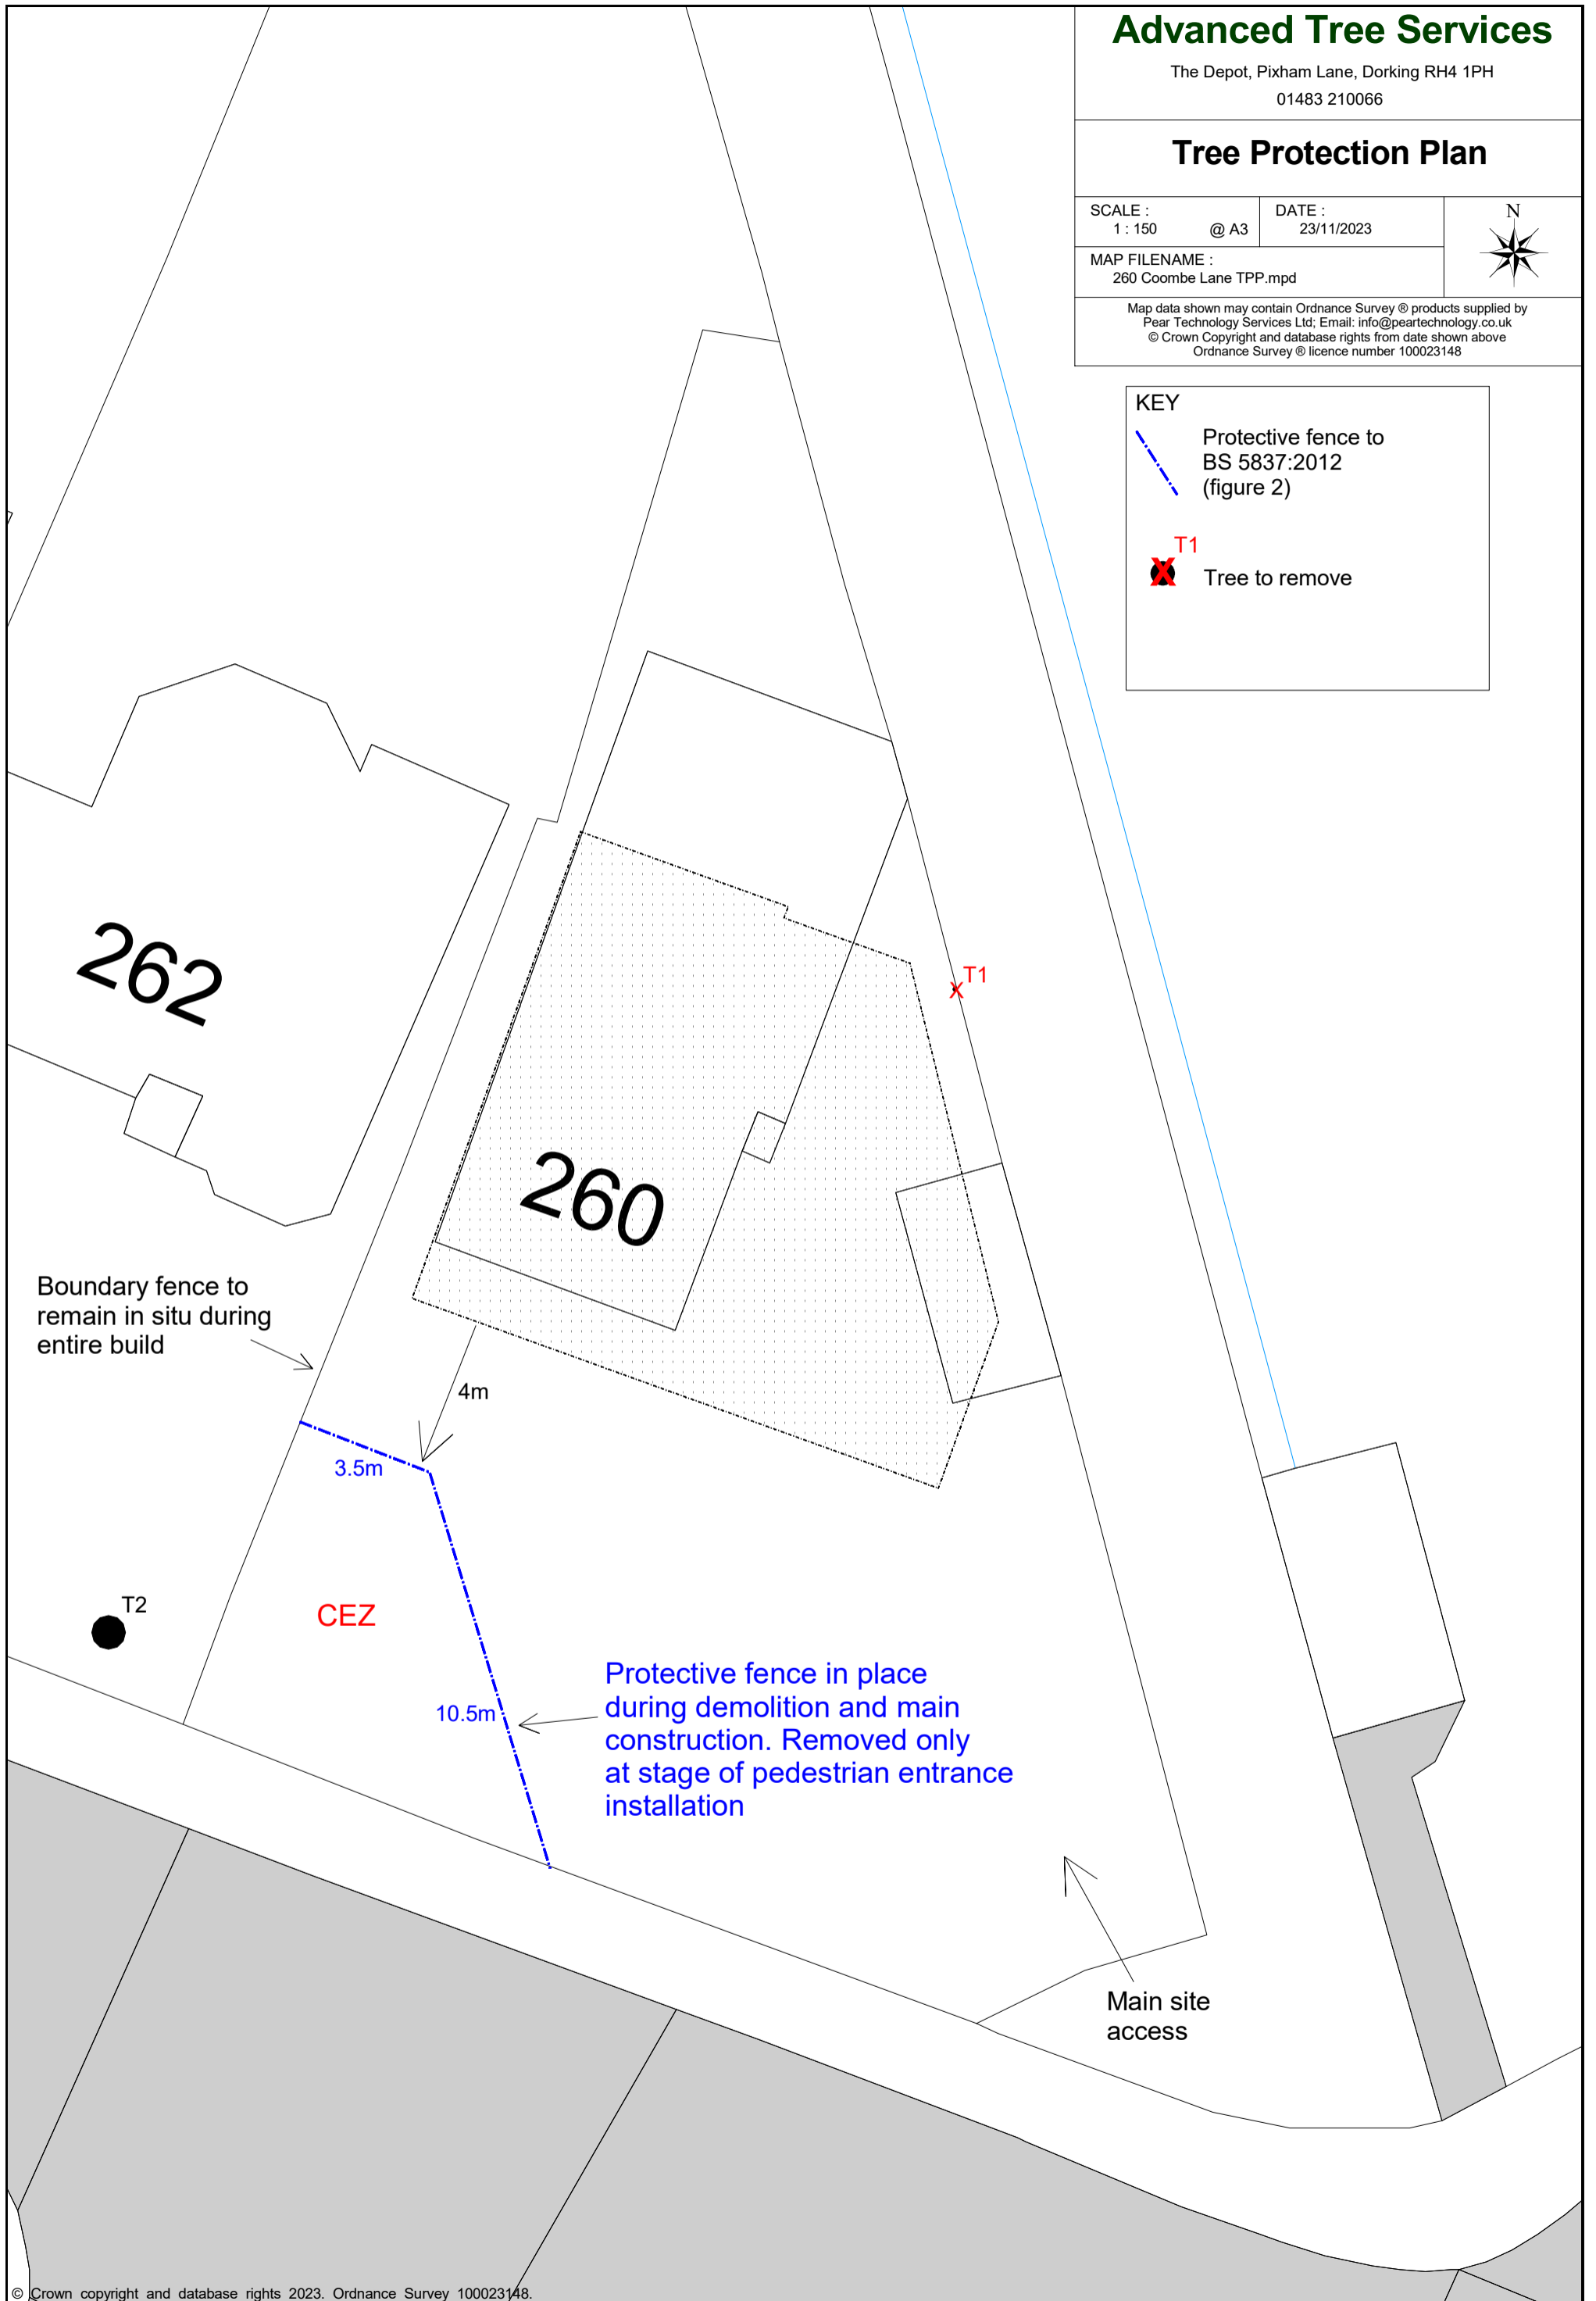 Advanced Tree Services
The Depot, Pixham Lane, Dorking RH4 1PH
01483 210066
Tree Protection Plan
SCALE :
1 : 150 @ A3
DATE :
23/11/2023
N
MAP FILENAME :
260 Coombe Lane TPP.mpd
Map data shown may contain Ordnance Survey ® products supplied by
Pear Technology Services Ltd; Email: info@peartechnology.co.uk
© Crown Copyright and database rights from date shown above
Ordnance Survey ® licence number 100023148
KEY
Protective fence to
BS 5837:2012
(figure 2)
T1
X
Tree to remove
262
X T1
260
Boundary fence to
remain in situ during
entire build
4m
3.5m
T2
CEZ
10.5m
Protective fence in place
during demolition and main
construction. Removed only
at stage of pedestrian entrance
installation
Main site
access
© Crown copyright and database rights 2023. Ordnance Survey 100023148.